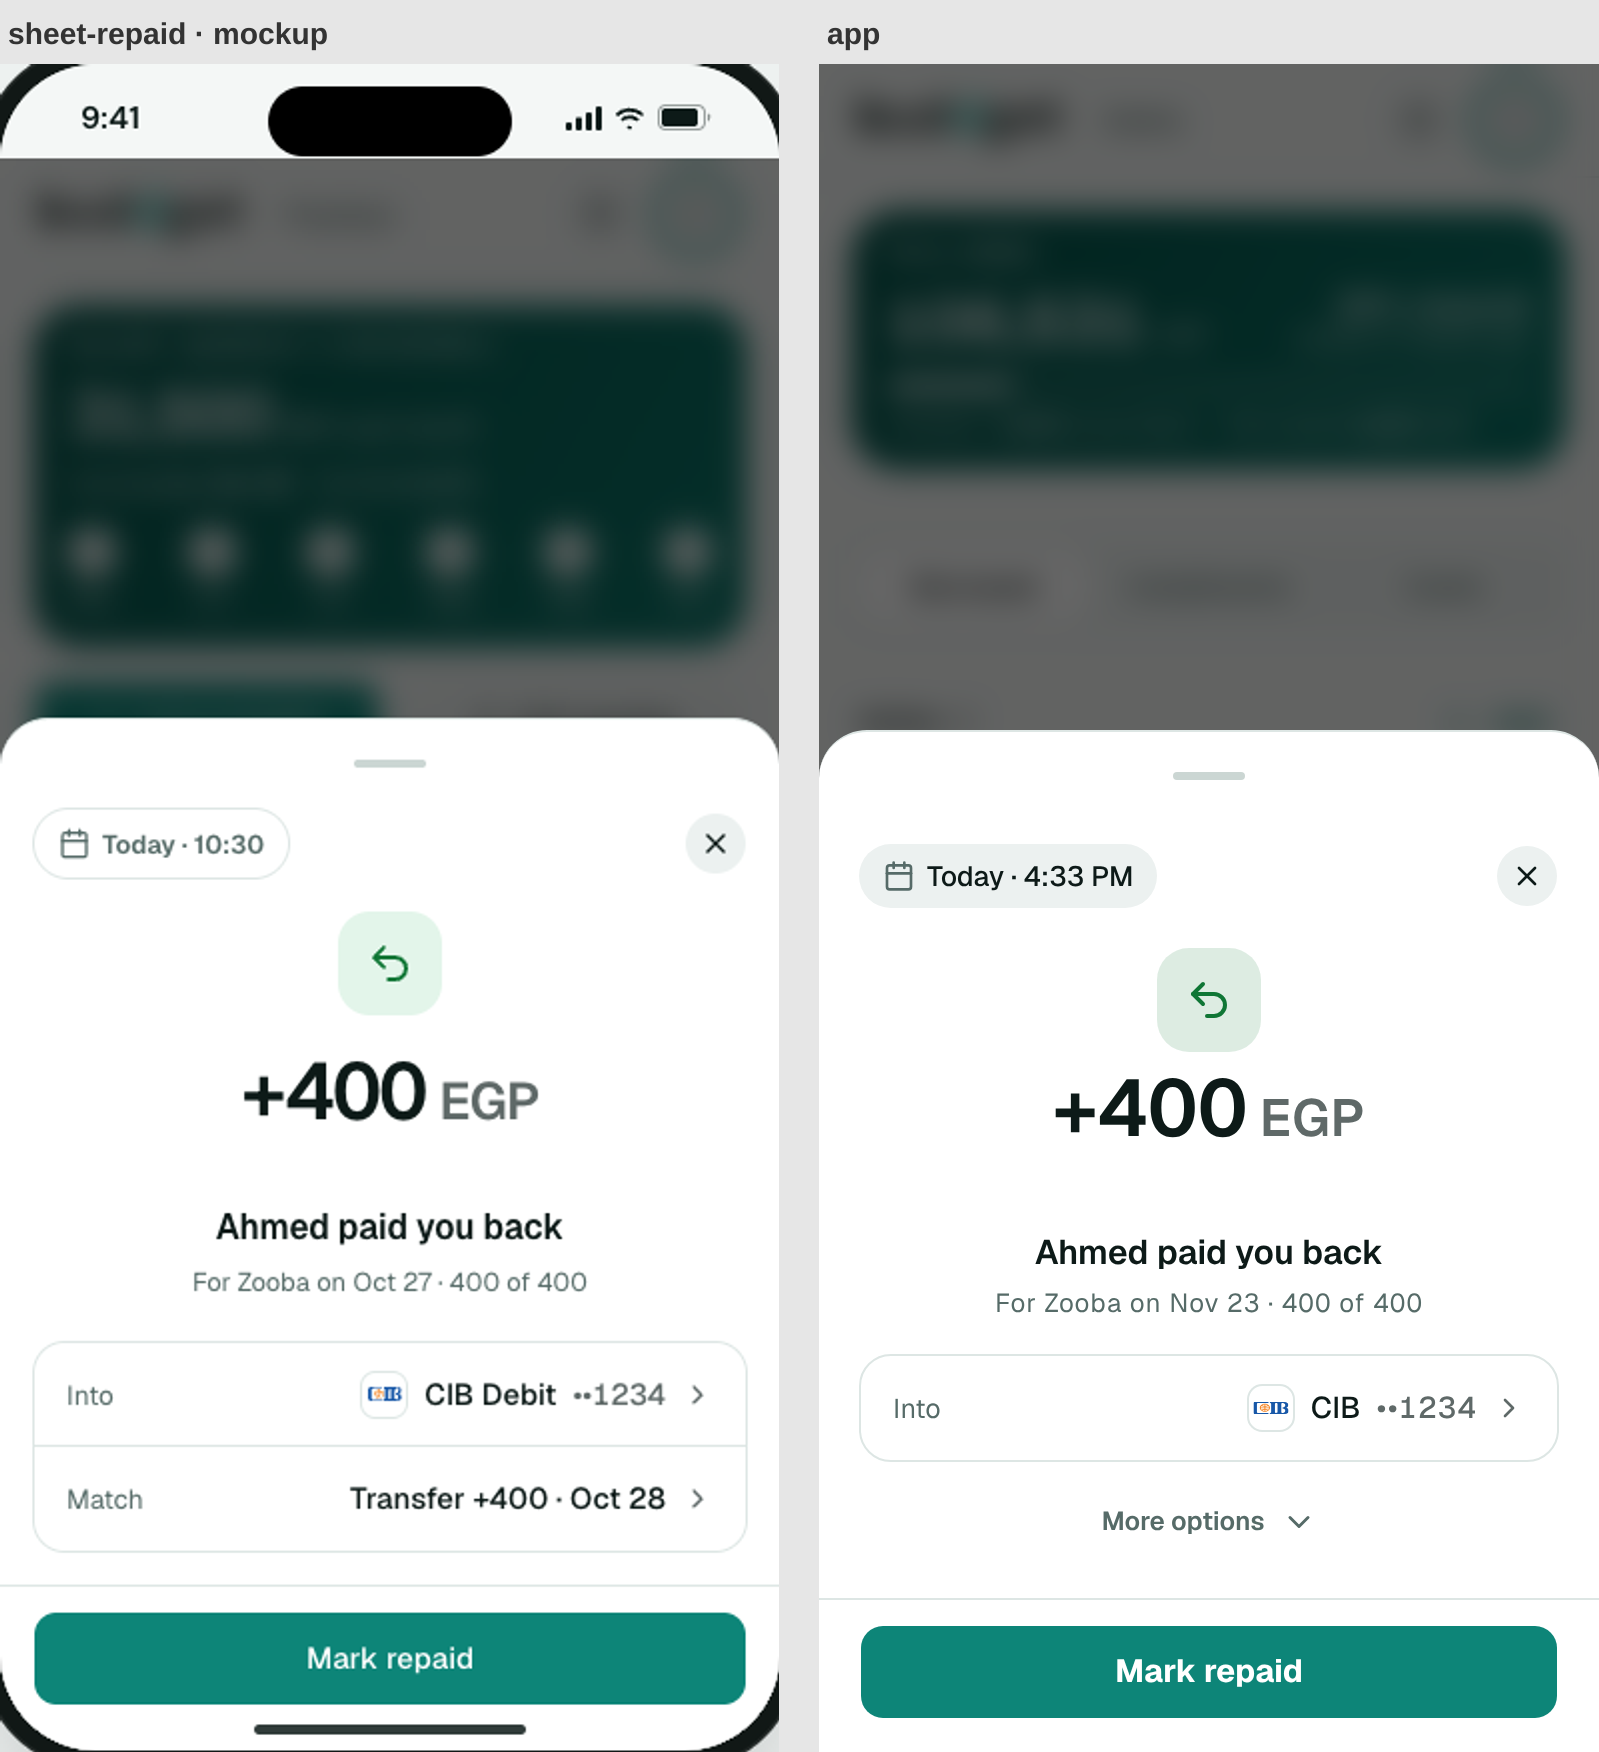 sheet-repaid · mockup
9:41
Today · 10:30
+400 EGP
Ahmed paid you back
For Zooba on Oct 27 · 400 of 400
Into CIB CIB Debit ••1234
Match Transfer +400 · Oct 28
Mark repaid
app
Today · 4:33 PM
+400 EGP
Ahmed paid you back
For Zooba on Nov 23 · 400 of 400
Into CIB CIB ••1234
More options
Mark repaid